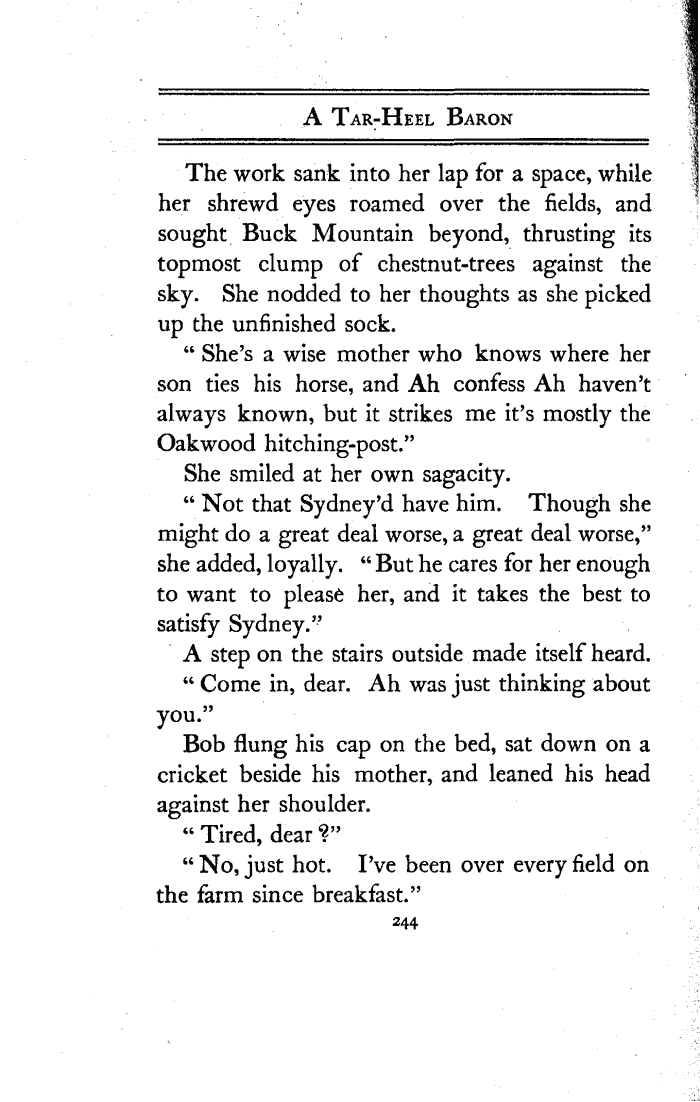 A Tar-Heel Baron
The work sank into her lap for a space, while
her shrewd eyes roamed over the fields, and
sought Buck Mountain beyond, thrusting its
topmost clump of chestnut-trees against the
sky. She nodded to her thoughts as she picked
up the unfinished sock.
“She’s a wise mother who knows where her
son ties his horse, and Ah confess Ah haven’t
always known, but it strikes me it’s mostly the
Oakwood hitching-post.”
She smiled at her own sagacity.
“Not that Sydney’d have him. Though she
might do a great deal worse, a great deal worse,”
she added, loyally. “But he cares for her enough
to want to please her, and it takes the best to
satisfy Sydney.”
A step on the stairs outside made itself heard.
“Come in, dear. Ah was just thinking about
you.”
Bob flung his cap on the bed, sat down on a
cricket beside his mother, and leaned his head
against her shoulder.
“Tired, dear?”
“No, just hot. I’ve been over every field on
the farm since breakfast.”
244